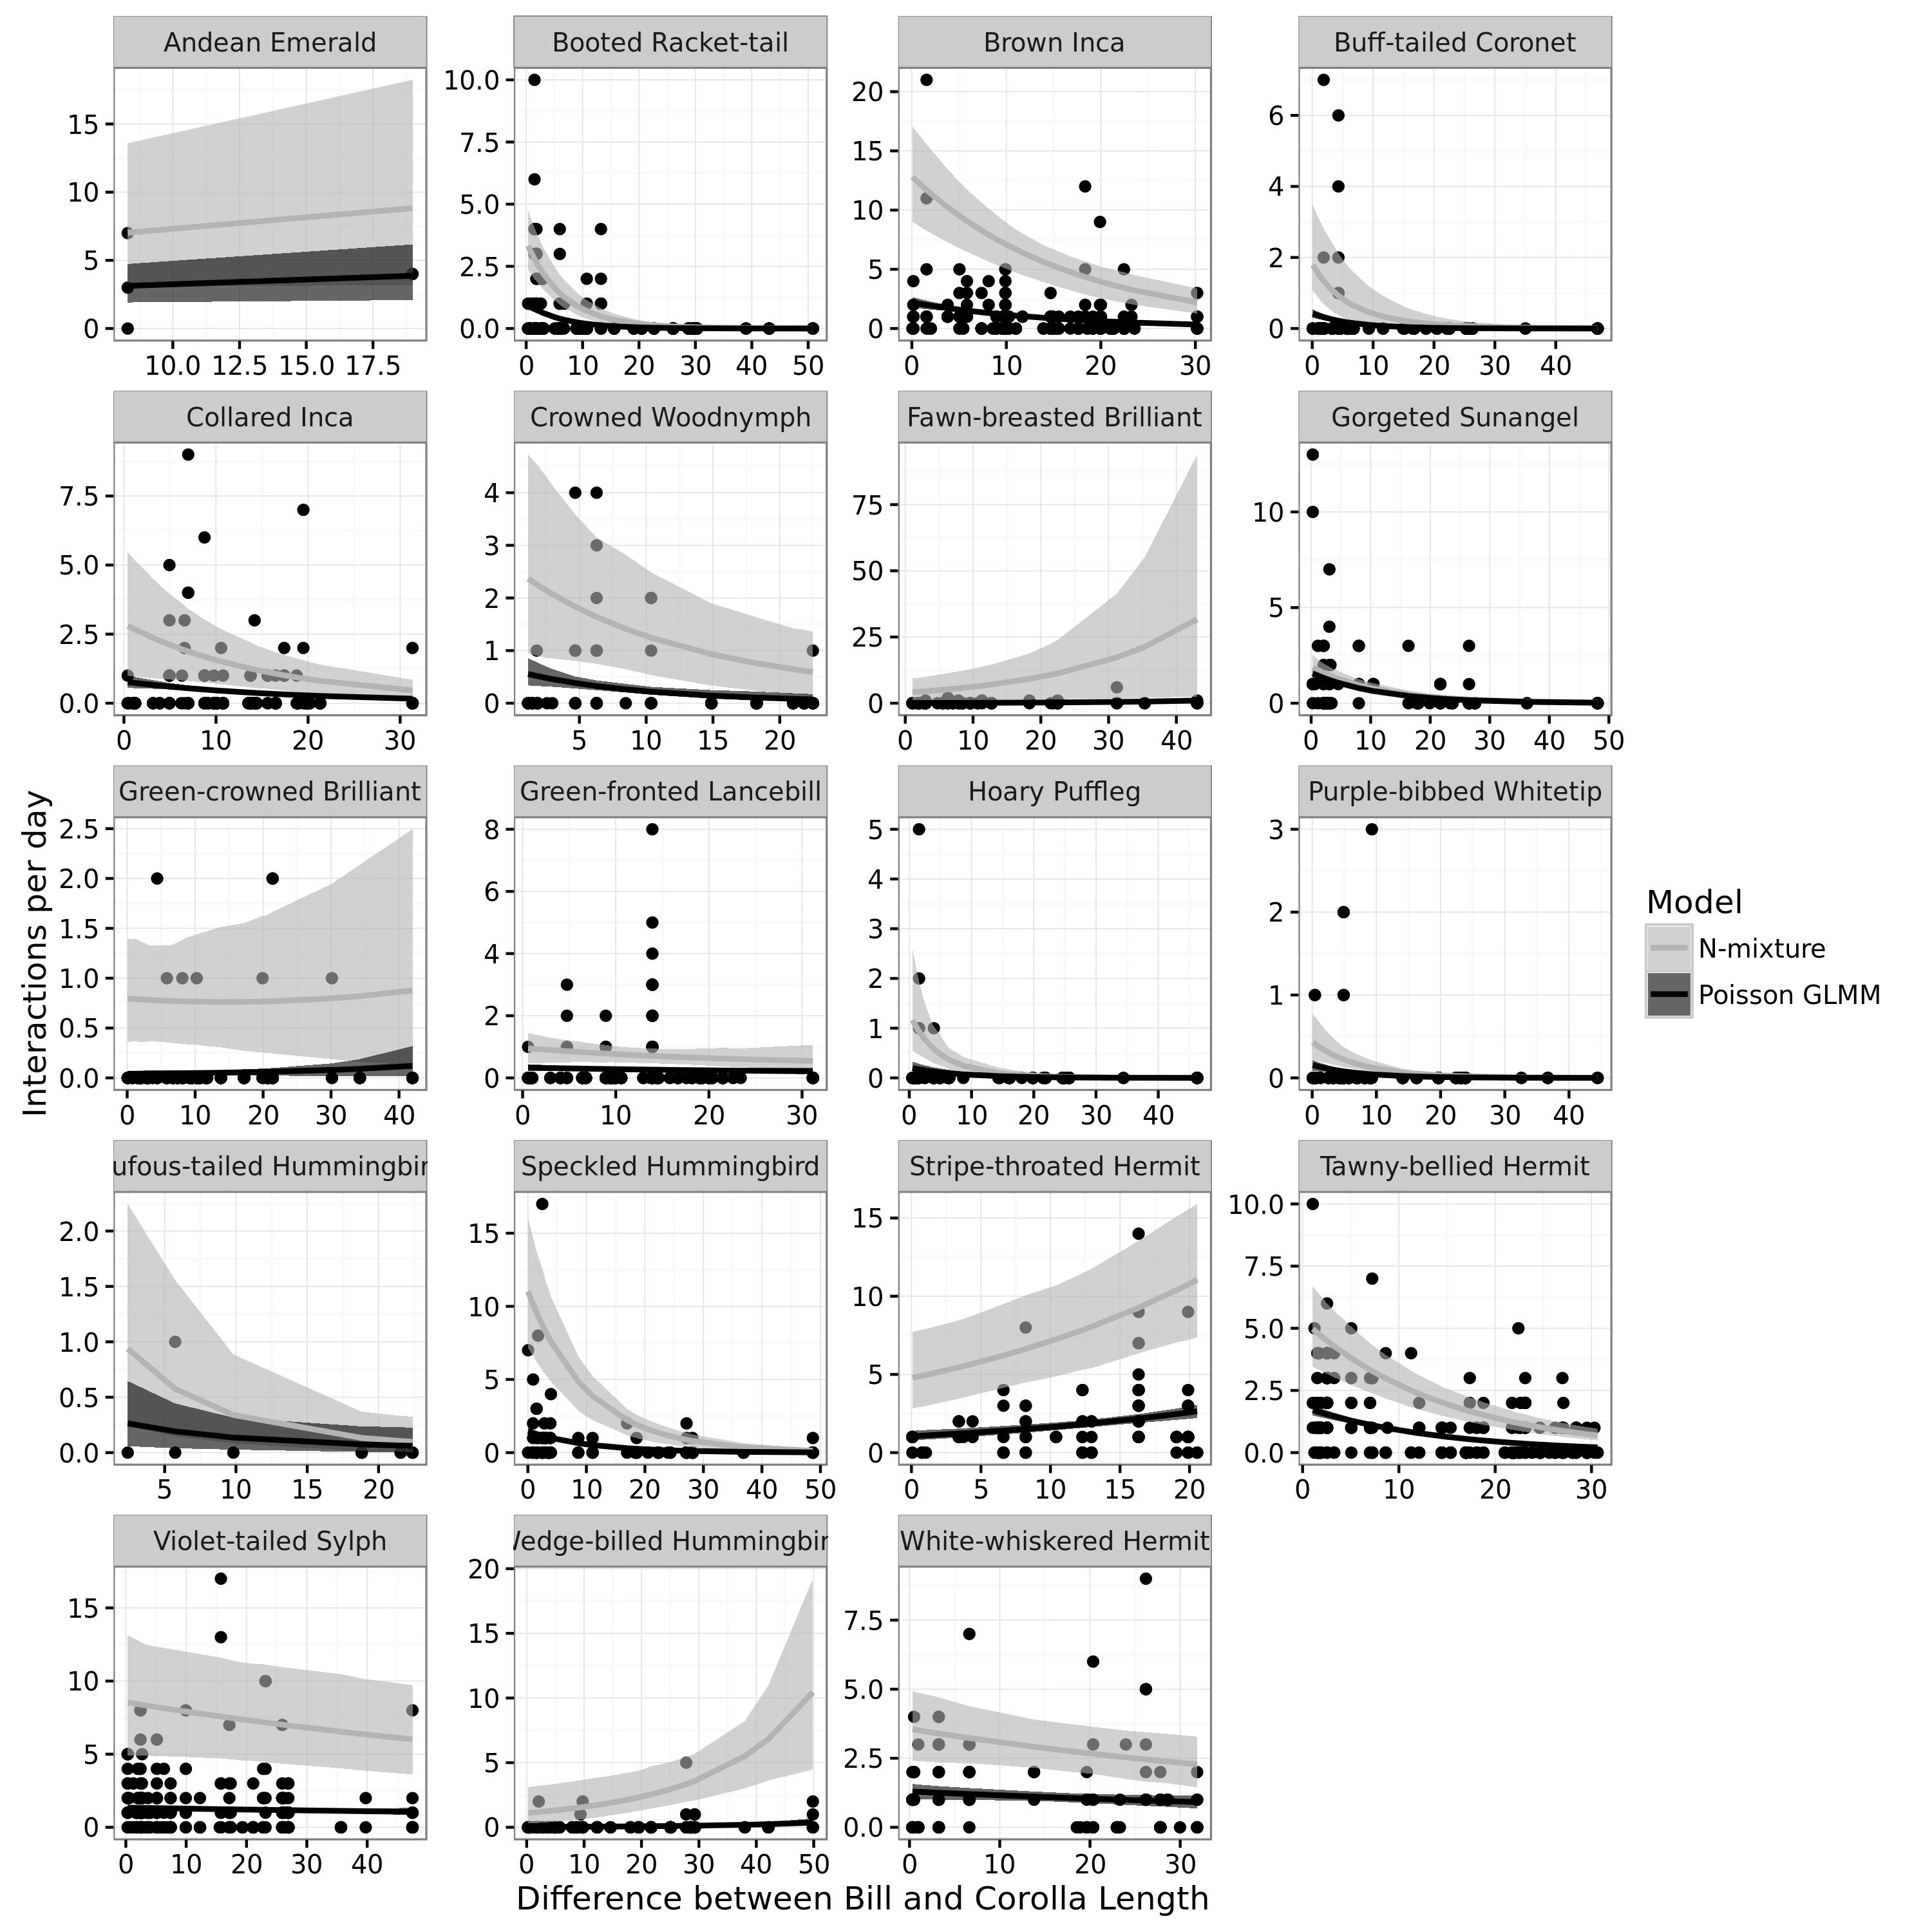 Andean Emerald Booted Racket-tail Brown Inca Buff-tailed Coronet
15 10 5 0
10.0 12.5 15.0 17.5
10.0 7.5 5.0 2.5 0.0
0 10 20 30 40 50
20 15 10 5 0
0 10 20 30
6 4 2 0
0 10 20 30 40
Collared Inca Crowned Woodnymph Fawn-breasted Brilliant Gorgeted Sunangel
7.5 5.0 2.5 0.0
0 10 20 30
4 3 2 1 0
5 10 15 20
75 50 25 0
0 10 20 30 40
10 5 0
0 10 20 30 40 50
Green-crowned Brilliant Green-fronted Lancebill Hoary Puffleg Purple-bibbed Whitetip
2.5 2.0 1.5 1.0 0.5 0.0
0 10 20 30 40
8 6 4 2 0
0 10 20 30
5 4 3 2 1 0
0 10 20 30 40
3 2 1 0
0 10 20 30 40
ufous-tailed Hummingbir Speckled Hummingbird Stripe-throated Hermit Tawny-bellied Hermit
2.0 1.5 1.0 0.5 0.0
5 10 15 20
15 10 5 0
0 10 20 30 40 50
15 10 5 0
0 5 10 15 20
10.0 7.5 5.0 2.5 0.0
0 10 20 30
Violet-tailed Sylph Wedge-billed Hummingbir White-whiskered Hermit
15 10 5 0
0 10 20 30 40
20 15 10 5 0
0 10 20 30 40 50
7.5 5.0 2.5 0.0
0 10 20 30
Interactions per day
Difference between Bill and Corolla Length
Model
N-mixture
Poisson GLMM